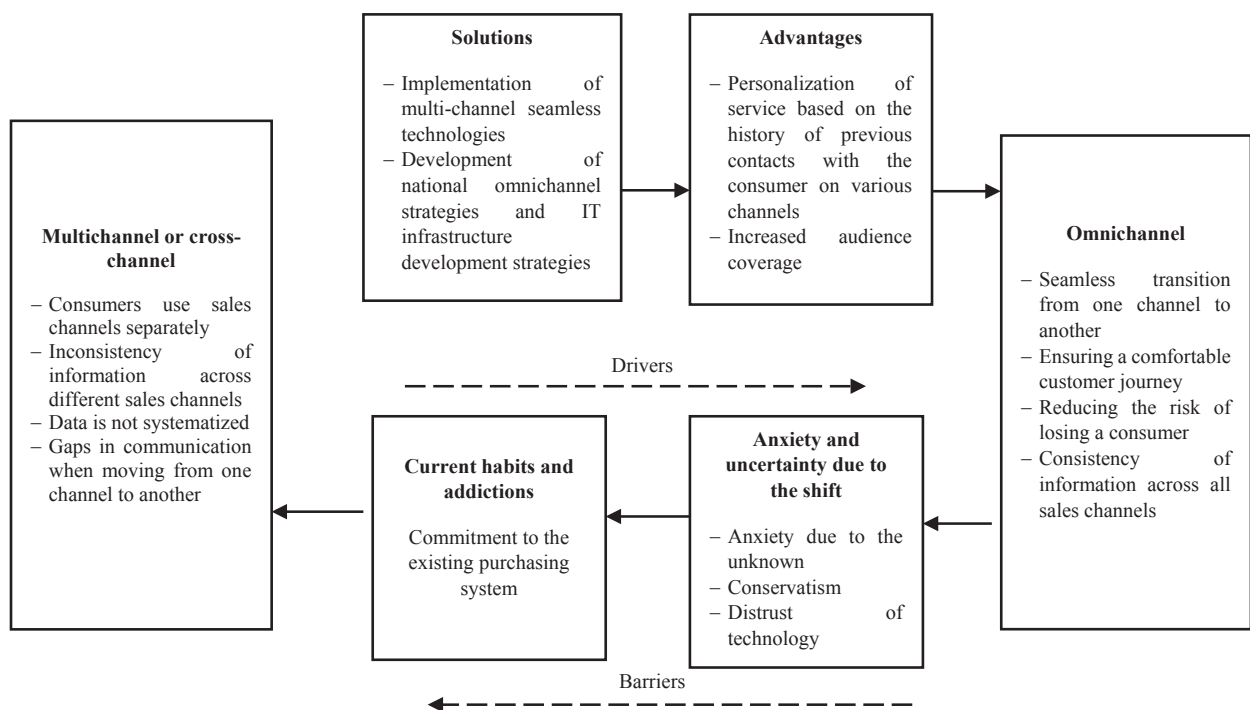 Solutions
– Implementation of
multi-channel seamless
technologies
– Development of
national omnichannel
strategies and IT
infrastructure
development strategies
Advantages
– Personalization of
service based on the
history of previous
contacts with the
consumer on various
channels
– Increased audience
coverage
Multichannel or cross-
channel
– Consumers use sales
channels separately
– Inconsistency of
information across
different sales channels
– Data is not systematized
– Gaps in communication
when moving from one
channel to another
Omnichannel
– Seamless transition
from one channel to
another
– Ensuring a comfortable
customer journey
– Reducing the risk of
losing a consumer
– Consistency of
information across all
sales channels
Drivers
Current habits and
addictions
Commitment to the
existing purchasing
system
Anxiety and
uncertainty due to
the shift
– Anxiety due to the
unknown
– Conservatism
– Distrust of
technology
Barriers